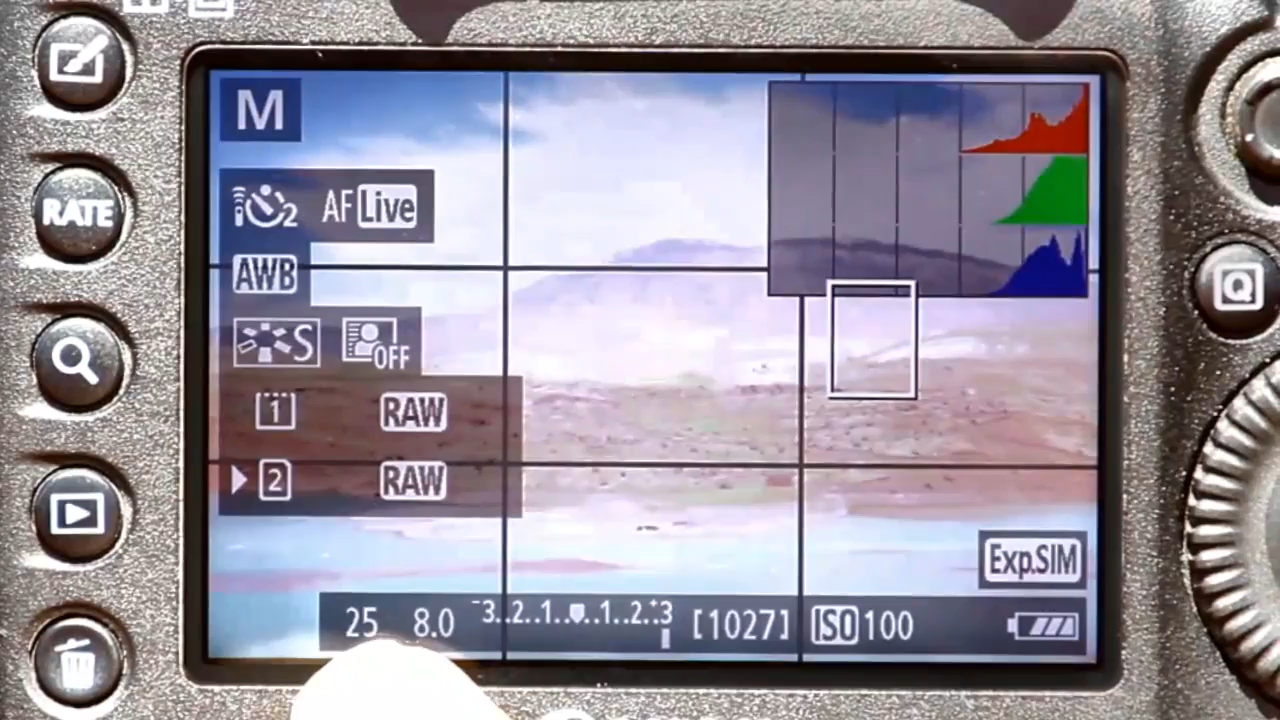 M
RATE
2 AF Live
AWB
Q
S OFF
1 RAW
2 RAW
Exp.SIM
25 8.0 -3..2..1..0..1..2..+3 [1027] ISO 100